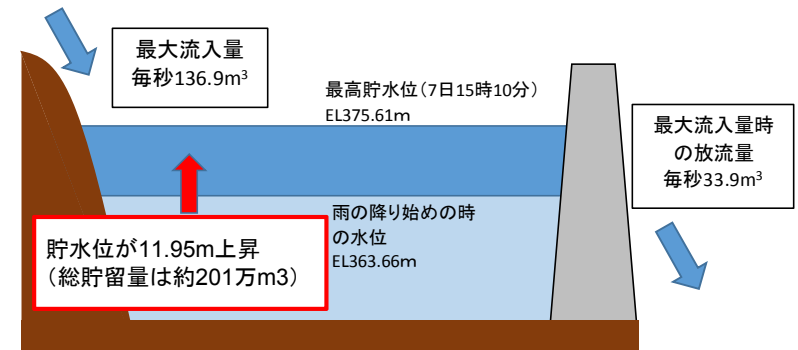 最大流入量
毎秒136.9m³
最高貯水位(7日15時10分)
EL375.61m
最大流入量時
の放流量
毎秒33.9m³
雨の降り始めの時
の水位
EL363.66m
貯水位が11.95m上昇
(総貯留量は約201万m3)